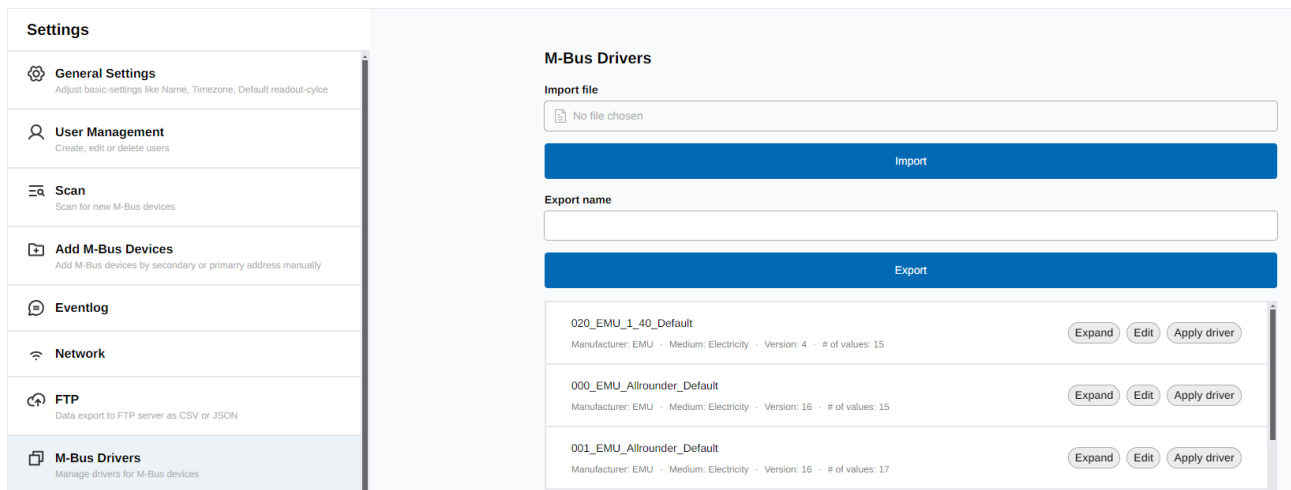 Settings
General Settings
Adjust basic-settings like Name, Timezone, Default readout-cylce
User Management
Create, edit or delete users
Scan
Scan for new M-Bus devices
Add M-Bus Devices
Add M-Bus devices by secondary or primarry address manually
Eventlog
Network
FTP
Data export to FTP server as CSV or JSON
M-Bus Drivers
Manage drivers for M-Bus devices
M-Bus Drivers
Import file
No file chosen
Import
Export name
Export
020_EMU_1_40_Default
Manufacturer: EMU · Medium: Electricity · Version: 4 · # of values: 15
Expand Edit Apply driver
000_EMU_Allrounder_Default
Manufacturer: EMU · Medium: Electricity · Version: 16 · # of values: 15
Expand Edit Apply driver
001_EMU_Allrounder_Default
Manufacturer: EMU · Medium: Electricity · Version: 16 · # of values: 17
Expand Edit Apply driver